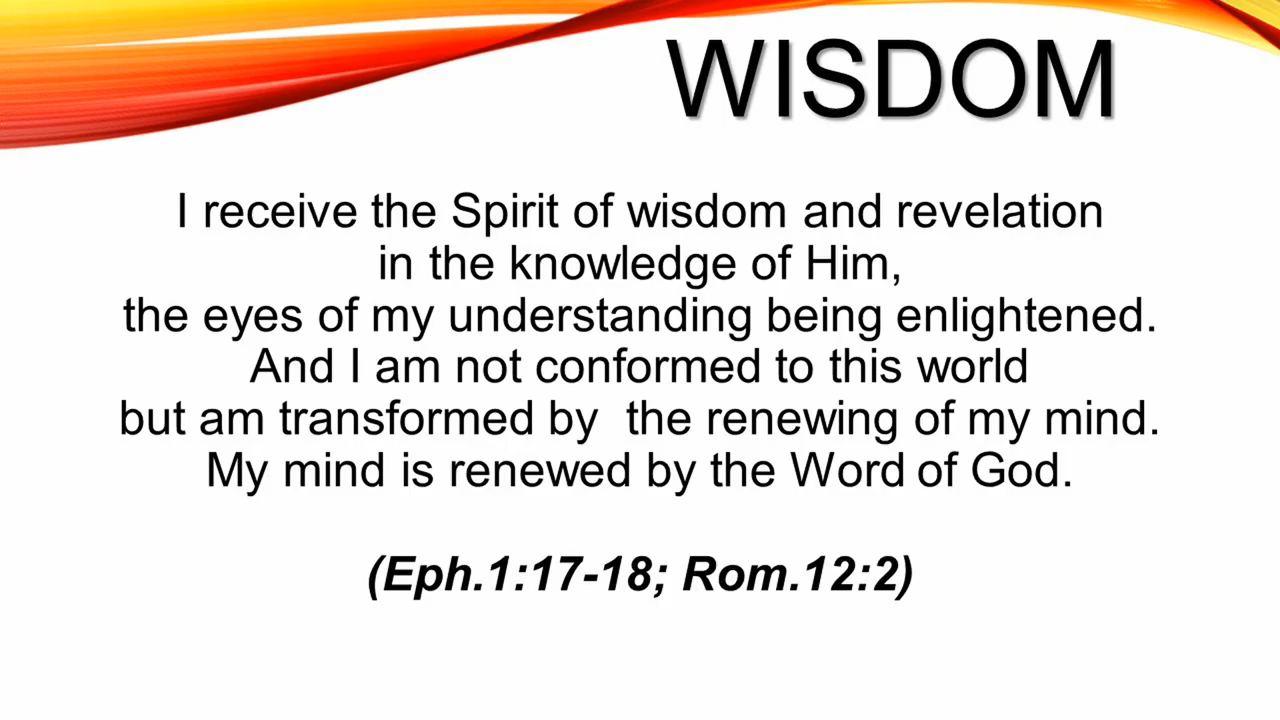 WISDOM
I receive the Spirit of wisdom and revelation
in the knowledge of Him,
the eyes of my understanding being enlightened.
And I am not conformed to this world
but am transformed by  the renewing of my mind.
My mind is renewed by the Word of God.
(Eph.1:17-18; Rom.12:2)